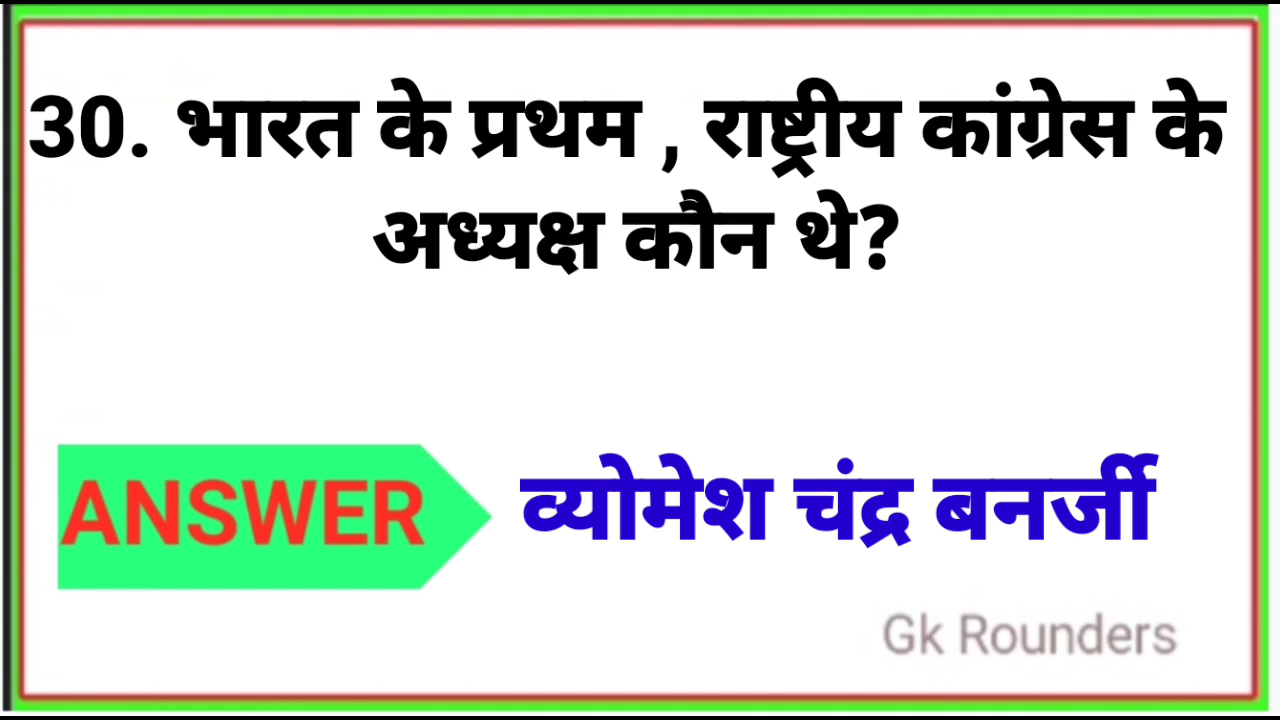 30. भारत के प्रथम , राष्ट्रीय कांग्रेस के
अध्यक्ष कौन थे?
ANSWER व्योमेश चंद्र बनर्जी
Gk Rounders